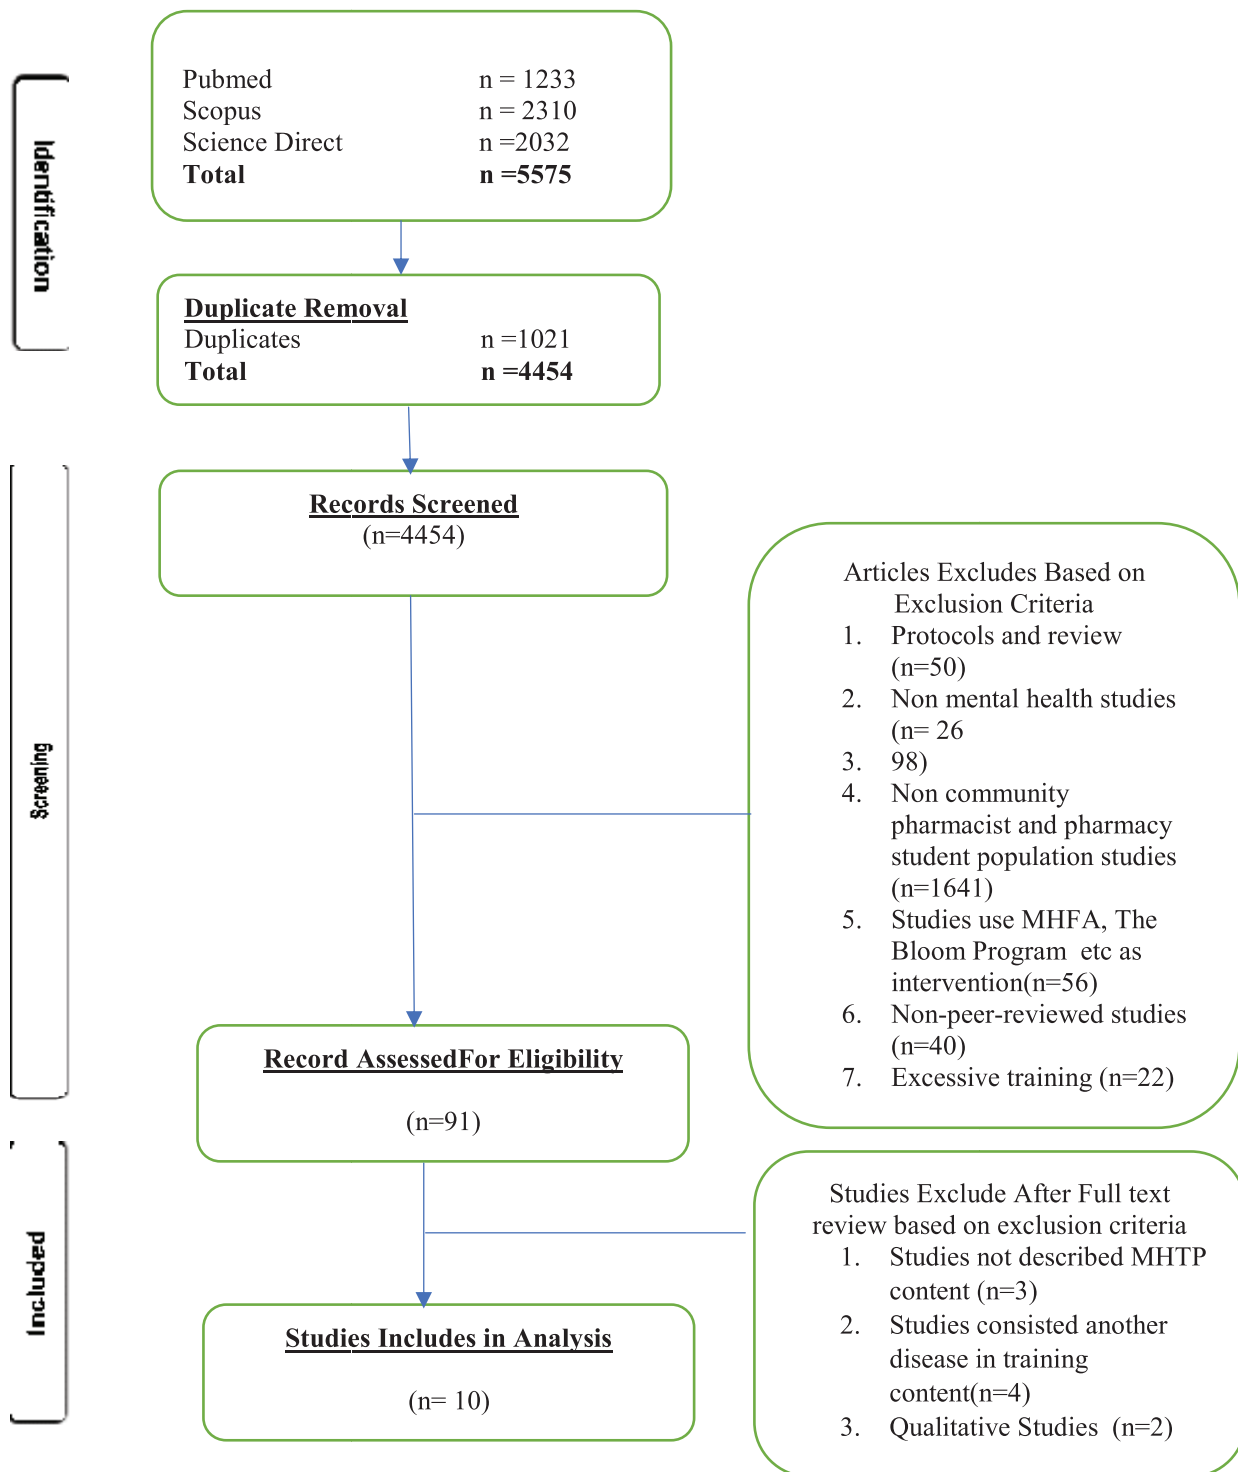 Identification
Pubmed n = 1233
Scopus n = 2310
Science Direct n =2032
Total n =5575
Duplicate Removal
Duplicates n =1021
Total n =4454
Screening
Records Screened
(n=4454)
Articles Excludes Based on
Exclusion Criteria
1. Protocols and review
(n=50)
2. Non mental health studies
(n= 26
3. 98)
4. Non community
pharmacist and pharmacy
student population studies
(n=1641)
5. Studies use MHFA, The
Bloom Program etc as
intervention(n=56)
6. Non-peer-reviewed studies
(n=40)
7. Excessive training (n=22)
Record AssessedFor Eligibility
(n=91)
Included
Studies Exclude After Full text
review based on exclusion criteria
1. Studies not described MHTP
content (n=3)
2. Studies consisted another
disease in training
content(n=4)
3. Qualitative Studies (n=2)
Studies Includes in Analysis
(n= 10)